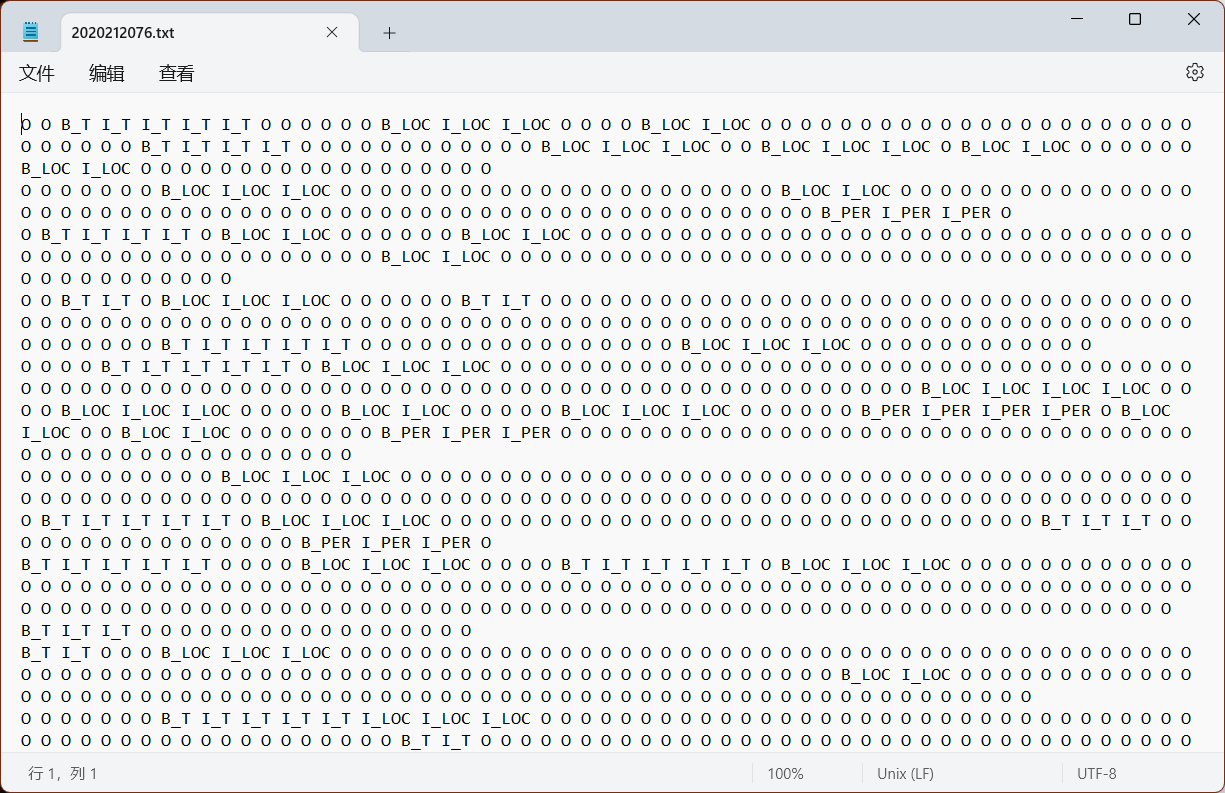 2020212076.txt
文件 编辑 查看
O O B_T I_T I_T I_T I_T O O O O O O B_LOC I_LOC I_LOC O O O O B_LOC I_LOC O O O O O O O O O O O O O O O O O O O O O O
O O O O O O B_T I_T I_T I_T O O O O O O O O O O O O B_LOC I_LOC I_LOC O O B_LOC I_LOC I_LOC O B_LOC I_LOC O O O O O O
B_LOC I_LOC O O O O O O O O O O O O O O O O O O
O O O O O O O B_LOC I_LOC I_LOC O O O O O O O O O O O O O O O O O O O O O O B_LOC I_LOC O O O O O O O O O O O O O O O
O O O O O O O O O O O O O O O O O O O O O O O O O O O O O O O O O O O O O O O O B_PER I_PER I_PER O
O B_T I_T I_T I_T O B_LOC I_LOC O O O O O O B_LOC I_LOC O O O O O O O O O O O O O O O O O O O O O O O O O O O O O O O
O O O O O O O O O O O O O O O O O O B_LOC I_LOC O O O O O O O O O O O O O O O O O O O O O O O O O O O O O O O O O O O
O O O O O O O O O O O
O O B_T I_T O B_LOC I_LOC I_LOC O O O O O O B_T I_T O O O O O O O O O O O O O O O O O O O O O O O O O O O O O O O O O
O O O O O O O O O O O O O O O O O O O O O O O O O O O O O O O O O O O O O O O O O O O O O O O O O O O O O O O O O O O
O O O O O O O B_T I_T I_T I_T I_T O O O O O O O O O O O O O O O O B_LOC I_LOC I_LOC O O O O O O O O O O O O
O O O O B_T I_T I_T I_T I_T O B_LOC I_LOC I_LOC O O O O O O O O O O O O O O O O O O O O O O O O O O O O O O O O O O O
O O O O O O O O O O O O O O O O O O O O O O O O O O O O O O O O O O O O O O O O O O O O O B_LOC I_LOC I_LOC I_LOC O O
O O B_LOC I_LOC I_LOC O O O O O B_LOC I_LOC O O O O O B_LOC I_LOC I_LOC O O O O O O B_PER I_PER I_PER I_PER O B_LOC
I_LOC O O B_LOC I_LOC O O O O O O O B_PER I_PER I_PER O O O O O O O O O O O O O O O O O O O O O O O O O O O O O O O O
O O O O O O O O O O O O O O O O O
O O O O O O O O O O B_LOC I_LOC I_LOC O O O O O O O O O O O O O O O O O O O O O O O O O O O O O O O O O O O O O O O O
O O O O O O O O O O O O O O O O O O O O O O O O O O O O O O O O O O O O O O O O O O O O O O O O O O O O O O O O O O O
O B_T I_T I_T I_T I_T O B_LOC I_LOC I_LOC O O O O O O O O O O O O O O O O O O O O O O O O O O O O O O B_T I_T I_T O O
O O O O O O O O O O O O O O B_PER I_PER I_PER O
B_T I_T I_T I_T I_T O O O O B_LOC I_LOC I_LOC O O O O B_T I_T I_T I_T I_T O B_LOC I_LOC I_LOC O O O O O O O O O O O O
O O O O O O O O O O O O O O O O O O O O O O O O O O O O O O O O O O O O O O O O O O O O O O O O O O O O O O O O O O O
O O O O O O O O O O O O O O O O O O O O O O O O O O O O O O O O O O O O O O O O O O O O O O O O O O O O O O O O O O
B_T I_T I_T O O O O O O O O O O O O O O O O O
B_T I_T O O O B_LOC I_LOC I_LOC O O O O O O O O O O O O O O O O O O O O O O O O O O O O O O O O O O O O O O O O O O O
O O O O O O O O O O O O O O O O O O O O O O O O O O O O O O O O O O O O O O O O O B_LOC I_LOC O O O O O O O O O O O O
O O O O O O O O O O O O O O O O O O O O O O O O O O O O O O O O O O O O O O O O O O O O O O O O O O O
O O O O O O O B_T I_T I_T I_T I_T I_LOC I_LOC I_LOC O O O O O O O O O O O O O O O O O O O O O O O O O O O O O O O O O
O O O O O O O O O O O O O O O O O O O B_T I_T O O O O O O O O O O O O O O O O O O O O O O O O O O O O O O O O O O O O
行 1，列 1 100% Unix (LF) UTF-8